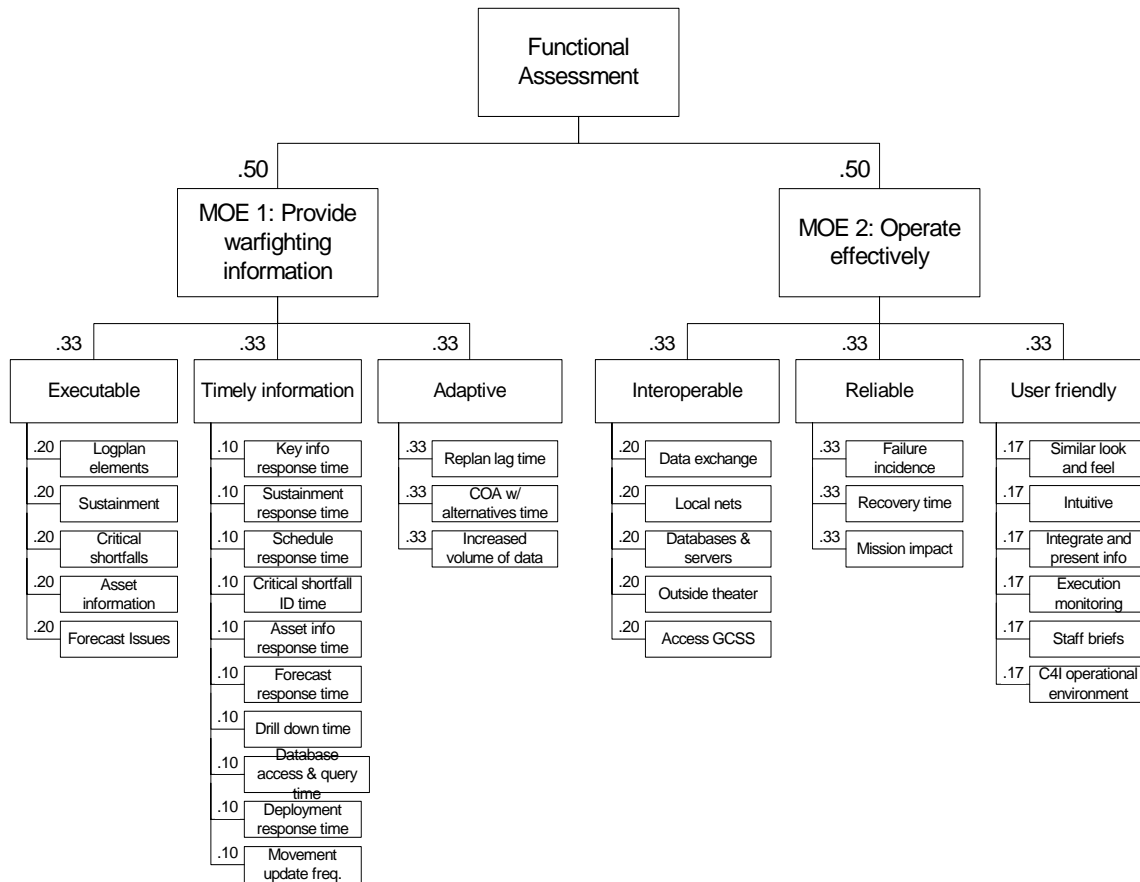 Functional
Assessment
.50
MOE 1: Provide
warfighting
information
.50
MOE 2: Operate
effectively
.33
Executable
.33
Timely information
.33
Adaptive
.33
Interoperable
.33
Reliable
.33
User friendly
.20
Logplan
elements
.20
Sustainment
.20
Critical
shortfalls
.20
Asset
information
.20
Forecast Issues
.10
Key info
response time
.10
Sustainment
response time
.10
Schedule
response time
.10
Critical shortfall
ID time
.10
Asset info
response time
.10
Forecast
response time
.10
Drill down time
.10
Database
access & query
time
.10
Deployment
response time
.10
Movement
update freq.
.33
Replan lag time
.33
COA w/
alternatives time
.33
Increased
volume of data
.20
Data exchange
.20
Local nets
.20
Databases &
servers
.20
Outside theater
.20
Access GCSS
.33
Failure
incidence
.33
Recovery time
.33
Mission impact
.17
Similar look
and feel
.17
Intuitive
.17
Integrate and
present info
.17
Execution
monitoring
.17
Staff briefs
.17
C4I operational
environment